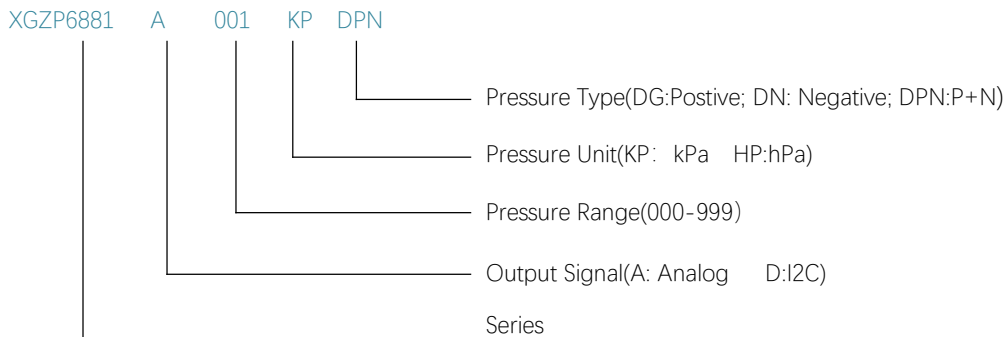 XGZP6881 A 001 KP DPN
Pressure Type(DG:Postive; DN: Negative; DPN:P+N)
Pressure Unit(KP: kPa HP:hPa)
Pressure Range(000-999)
Output Signal(A: Analog D:I2C)
Series